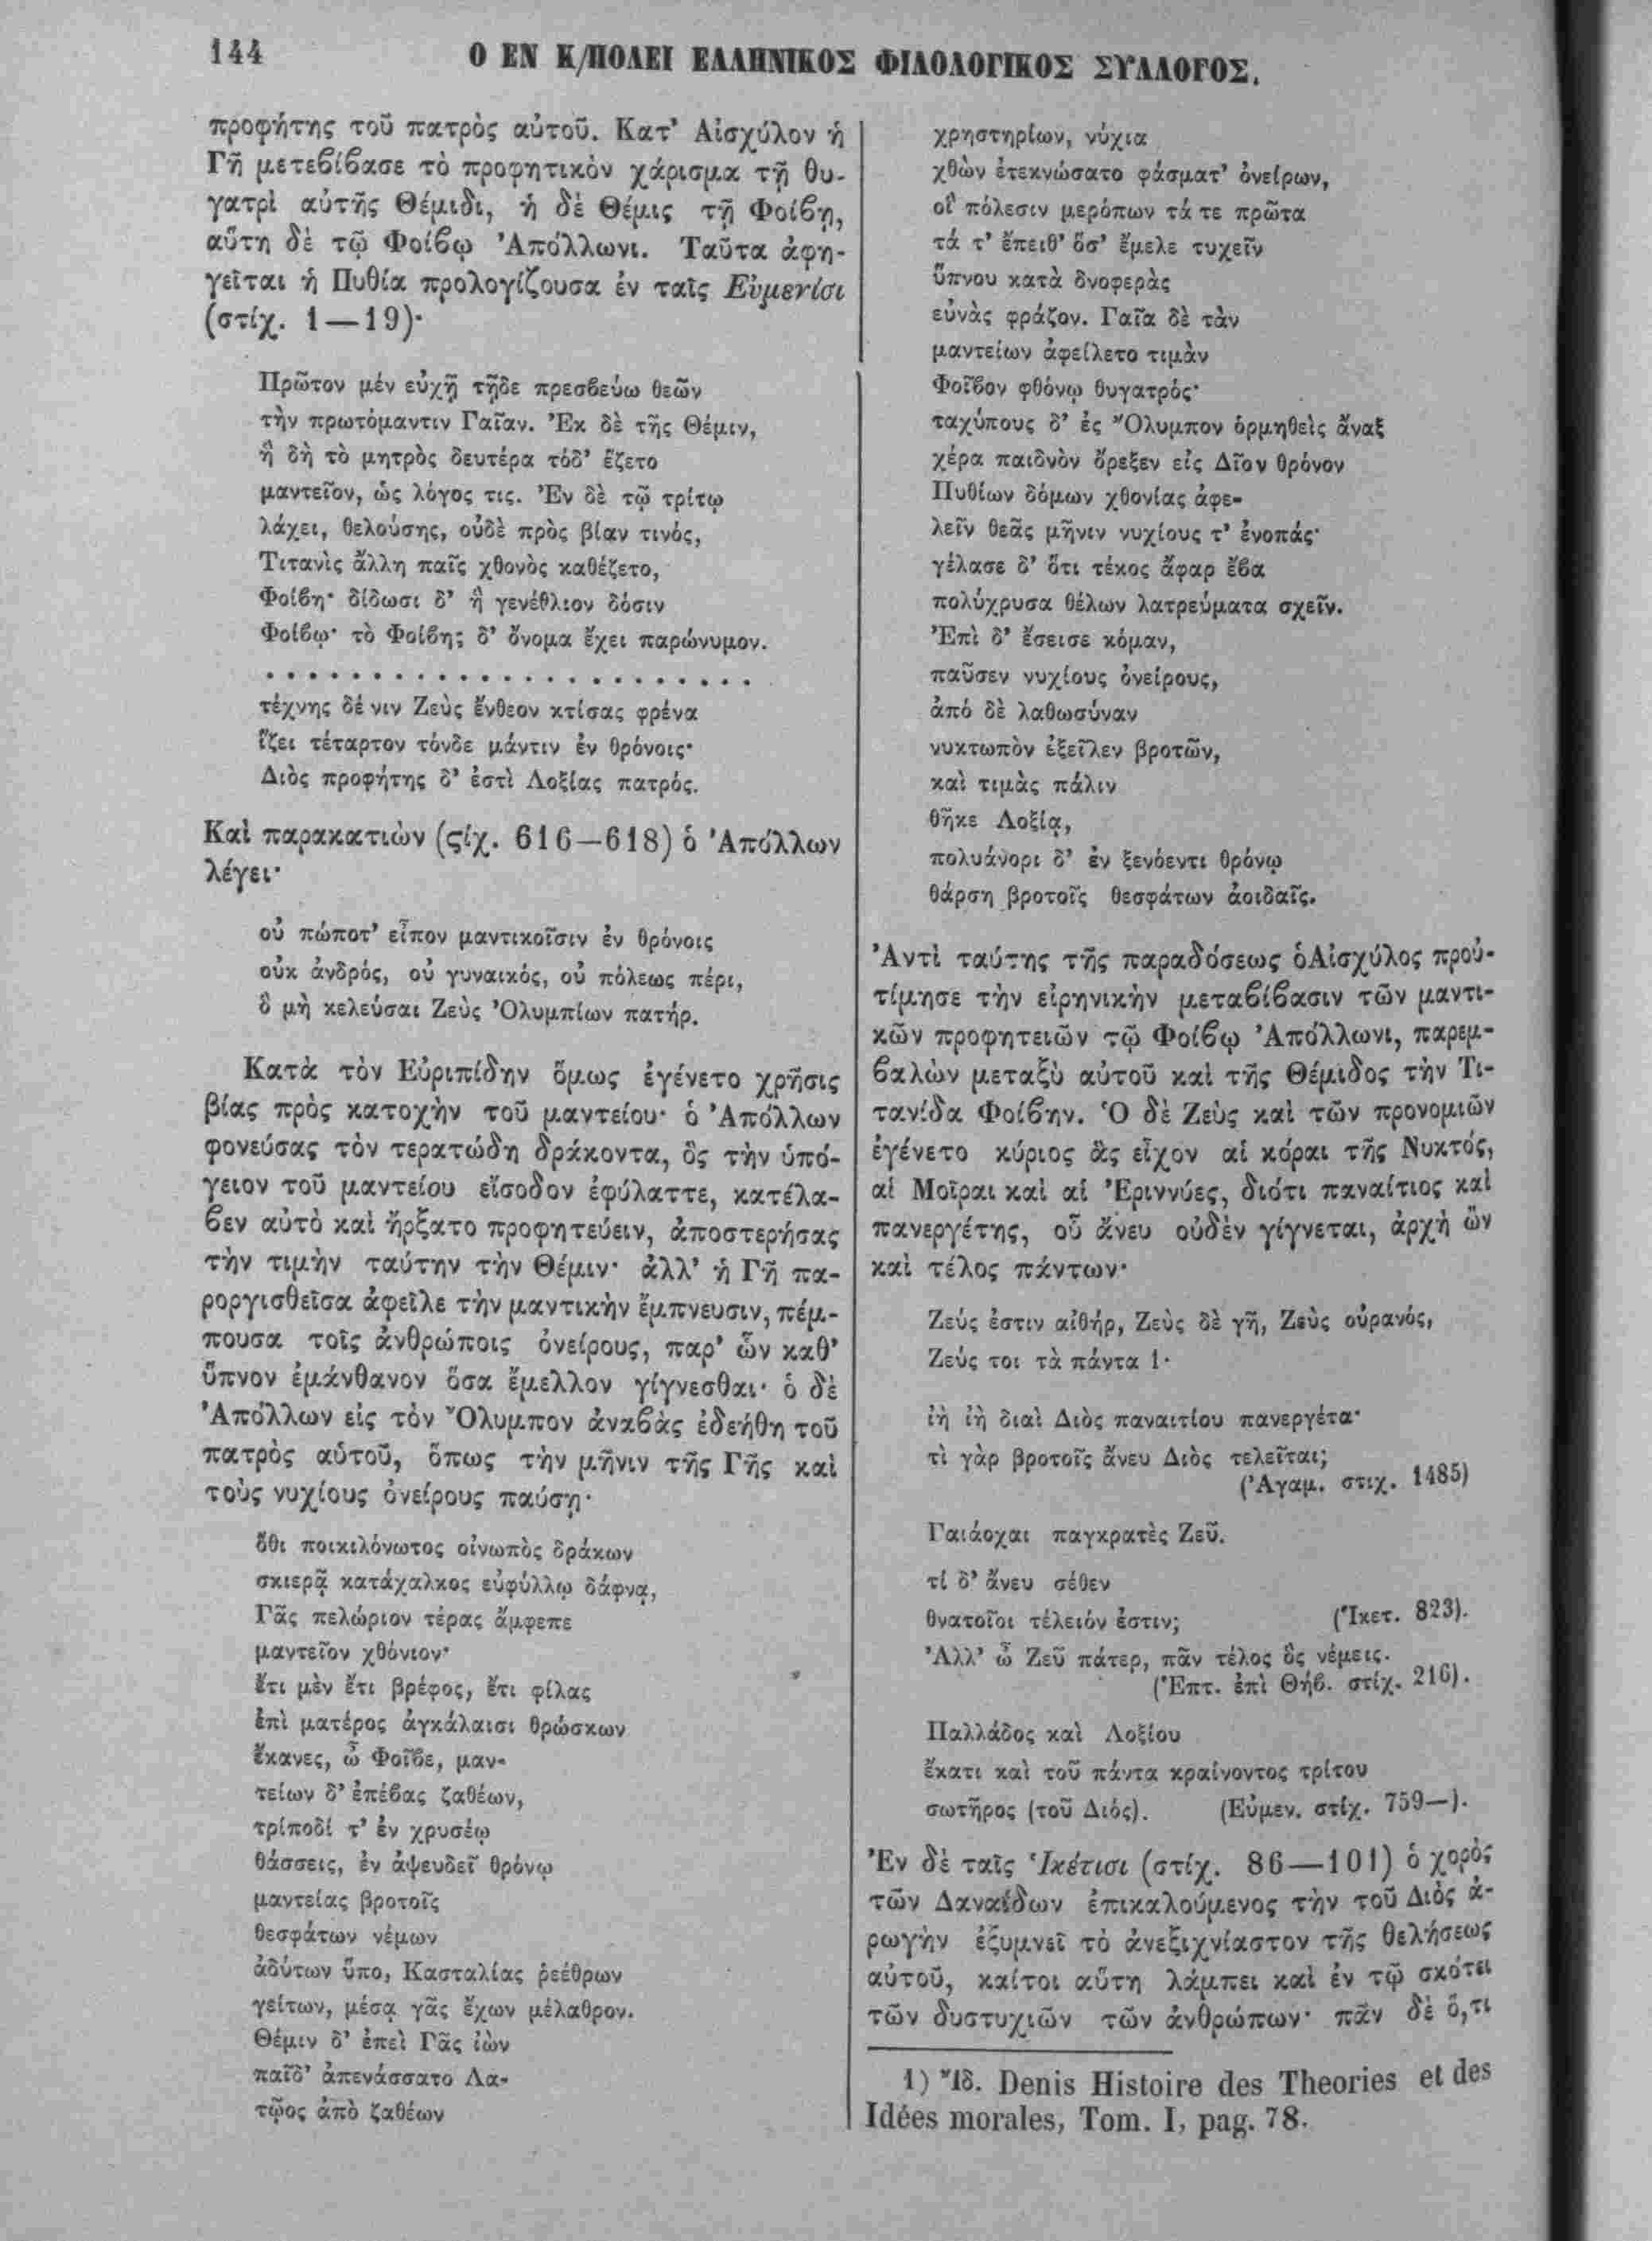 144
Ο ΕΝ Κ/ΠΟΛΕΙ ΕΛΛΗΝΙΚΟΣ ΦΙΛΟΛΟΓΙΚΟΣ ΣΥΛΛΟΓΟΣ.
προφήτης τοῦ πατρὸς αὑτοῦ. Κατ' Αἰσχύλον ἡ
Γῆ μετεβίβασε τὸ προφητικὸν χάρισμα τῇ θυ-
γατρὶ αὑτῆς Θέμιδι, ἡ δὲ Θέμις τῇ Φοίβῃ,
αὕτη δὲ τῷ Φοίβῳ Ἀπόλλωνι. Ταῦτα ἀφη-
γεῖται ἡ Πυθία προλογίζουσα ἐν ταῖς Εὐμενίσι
(στίχ. 1—19)·
Πρῶτον μέν εὐχῇ τῇδε πρεσβεύω θεῶν
τὴν πρωτόμαντιν Γαῖαν. Ἐκ δὲ τῆς Θέμιν,
ἣ δὴ τὸ μητρὸς δευτέρα τόδ' ἕζετο
μαντεῖον, ὡς λόγος τις. Ἐν δὲ τῷ τρίτῳ
λάχει, θελούσης, οὐδὲ πρὸς βίαν τινός,
Τιτανὶς ἄλλη παῖς χθονὸς καθέζετο,
Φοίβη· δίδωσι δ' ἣ γενέθλιον δόσιν
Φοίβῳ· τὸ Φοίβης δ' ὄνομα ἔχει παρώνυμον.
. . . . . . . . . . . . . . . . . . . . . . .
τέχνης δέ νιν Ζεὺς ἔνθεον κτίσας φρένα
ἵζει τέταρτον τόνδε μάντιν ἐν θρόνοις·
Διὸς προφήτης δ' ἐστὶ Λοξίας πατρός.
Καὶ παρακατιὼν (ςίχ. 616—618) ὁ Ἀπόλλων
λέγει·
οὐ πώποτ' εἶπον μαντικοῖσιν ἐν θρόνοις
οὐκ ἀνδρός, οὐ γυναικός, οὐ πόλεως πέρι,
ὃ μὴ κελεύσαι Ζεὺς Ὀλυμπίων πατήρ.
Κατὰ τὸν Εὐριπίδην ὅμως ἐγένετο χρῆσις
βίας πρὸς κατοχὴν τοῦ μαντείου· ὁ Ἀπόλλων
φονεύσας τὸν τερατώδη δράκοντα, ὃς τὴν ὑπό-
γειον τοῦ μαντείου εἴσοδον ἐφύλαττε, κατέλα-
βεν αὐτὸ καὶ ἤρξατο προφητεύειν, ἀποστερήσας
τὴν τιμὴν ταύτην τὴν Θέμιν· ἀλλ' ἡ Γῆ πα-
ροργισθεῖσα ἀφεῖλε τὴν μαντικὴν ἔμπνευσιν, πέμ-
πουσα τοῖς ἀνθρώποις ὀνείρους, παρ' ὧν καθ'
ὕπνον ἐμάνθανον ὅσα ἔμελλον γίγνεσθαι· ὁ δὲ
Ἀπόλλων εἰς τὸν Ὄλυμπον ἀναβὰς ἐδεήθη τοῦ
πατρὸς αὑτοῦ, ὅπως τὴν μῆνιν τῆς Γῆς καὶ
τοὺς νυχίους ὀνείρους παύσῃ·
ὅθι ποικιλόνωτος οἰνωπὸς δράκων
σκιερᾷ κατάχαλκος εὐφύλλῳ δάφνᾳ,
Γᾶς πελώριον τέρας ἄμφεπε
μαντεῖον χθόνιον·
ἔτι μὲν ἔτι βρέφος, ἔτι φίλας
ἐπὶ ματέρος ἀγκάλαισι θρώσκων
ἔκανες, ὦ Φοῖβε, μαν-
τείων δ' ἐπέβας ζαθέων,
τρίποδί τ' ἐν χρυσέῳ
θάσσεις, ἐν ἀψευδεῖ θρόνῳ
μαντείας βροτοῖς
θεσφάτων νέμων
ἀδύτων ὕπο, Κασταλίας ῥεέθρων
γείτων, μέσᾳ γᾶς ἔχων μέλαθρον.
Θέμιν δ' ἐπεὶ Γᾶς ἰὼν
παῖδ' ἀπενάσσατο Λα-
τῷος ἀπὸ ζαθέων
χρηστηρίων, νύχια
χθὼν ἐτεκνώσατο φάσματ' ὀνείρων,
οἳ πόλεσιν μερόπων τά τε πρῶτα
τά τ' ἔπειθ' ὅσ' ἔμελε τυχεῖν
ὕπνου κατὰ δνοφερὰς
εὐνὰς φράζον. Γαῖα δὲ τὰν
μαντείων ἀφείλετο τιμὰν
Φοῖβον φθόνῳ θυγατρός·
ταχύπους δ' ἐς Ὄλυμπον ὁρμηθεὶς ἄναξ
χέρα παιδνὸν ὄρεξεν εἰς Δῖον θρόνον
Πυθίων δόμων χθονίας ἀφε-
λεῖν θεᾶς μῆνιν νυχίους τ' ἐνοπάς·
γέλασε δ' ὅτι τέκος ἄφαρ ἔβα
πολύχρυσα θέλων λατρεύματα σχεῖν.
Ἐπὶ δ' ἔσεισε κόμαν,
παῦσεν νυχίους ὀνείρους,
ἀπό δὲ λαθωσύναν
νυκτωπὸν ἐξεῖλεν βροτῶν,
καὶ τιμὰς πάλιν
θῆκε Λοξίᾳ,
πολυάνορι δ' ἐν ξενόεντι θρόνῳ
θάρση βροτοῖς θεσφάτων ἀοιδαῖς.
Ἀντὶ ταύτης τῆς παραδόσεως ὁ Αἰσχύλος προὐ-
τίμησε τὴν εἰρηνικὴν μεταβίβασιν τῶν μαντι-
κῶν προφητειῶν τῷ Φοίβῳ Ἀπόλλωνι, παρεμ-
βαλὼν μεταξὺ αὐτοῦ καὶ τῆς Θέμιδος τὴν Τι-
τανίδα Φοίβην. Ὁ δὲ Ζεὺς καὶ τῶν προνομιῶν
ἐγένετο κύριος ἃς εἶχον αἱ κόραι τῆς Νυκτός,
αἱ Μοῖραι καὶ αἱ Ἐριννύες, διότι παναίτιος καὶ
πανεργέτης, οὗ ἄνευ οὐδὲν γίγνεται, ἀρχὴ ὢν
καὶ τέλος πάντων·
Ζεύς ἐστιν αἰθήρ, Ζεὺς δὲ γῆ, Ζεὺς οὐρανός,
Ζεύς τοι τὰ πάντα 1·
ἰὴ ἰὴ διαὶ Διὸς παναιτίου πανεργέτα·
τὶ γὰρ βροτοῖς ἄνευ Διὸς τελεῖται;
(Ἀγαμ. στιχ. 1485)
Γαιάοχαι παγκρατὲς Ζεῦ.
τί δ' ἄνευ σέθεν
θνατοῖσι τέλειόν ἐστιν; (Ἱκετ. 823).
Ἀλλ' ὦ Ζεῦ πάτερ, πᾶν τέλος ὃς νέμεις.
(Ἑπτ. ἐπὶ Θήβ. στίχ. 216).
Παλλάδος καὶ Λοξίου
ἕκατι καὶ τοῦ πάντα κραίνοντος τρίτου
σωτῆρος (τοῦ Διός). (Εὐμεν. στίχ. 759—).
Ἐν δὲ ταῖς Ἱκέτισι (στίχ. 86—101) ὁ χορὸς
τῶν Δαναΐδων ἐπικαλούμενος τὴν τοῦ Διὸς ἀ-
ρωγὴν ἐξυμνεῖ τὸ ἀνεξιχνίαστον τῆς θελήσεως
αὐτοῦ, καίτοι αὕτη λάμπει καὶ ἐν τῷ σκότει
τῶν δυστυχιῶν τῶν ἀνθρώπων· πᾶν δὲ ὅ,τι
1) Ἴδ. Denis Histoire des Theories et des
Idées morales, Tom. I, pag. 78.